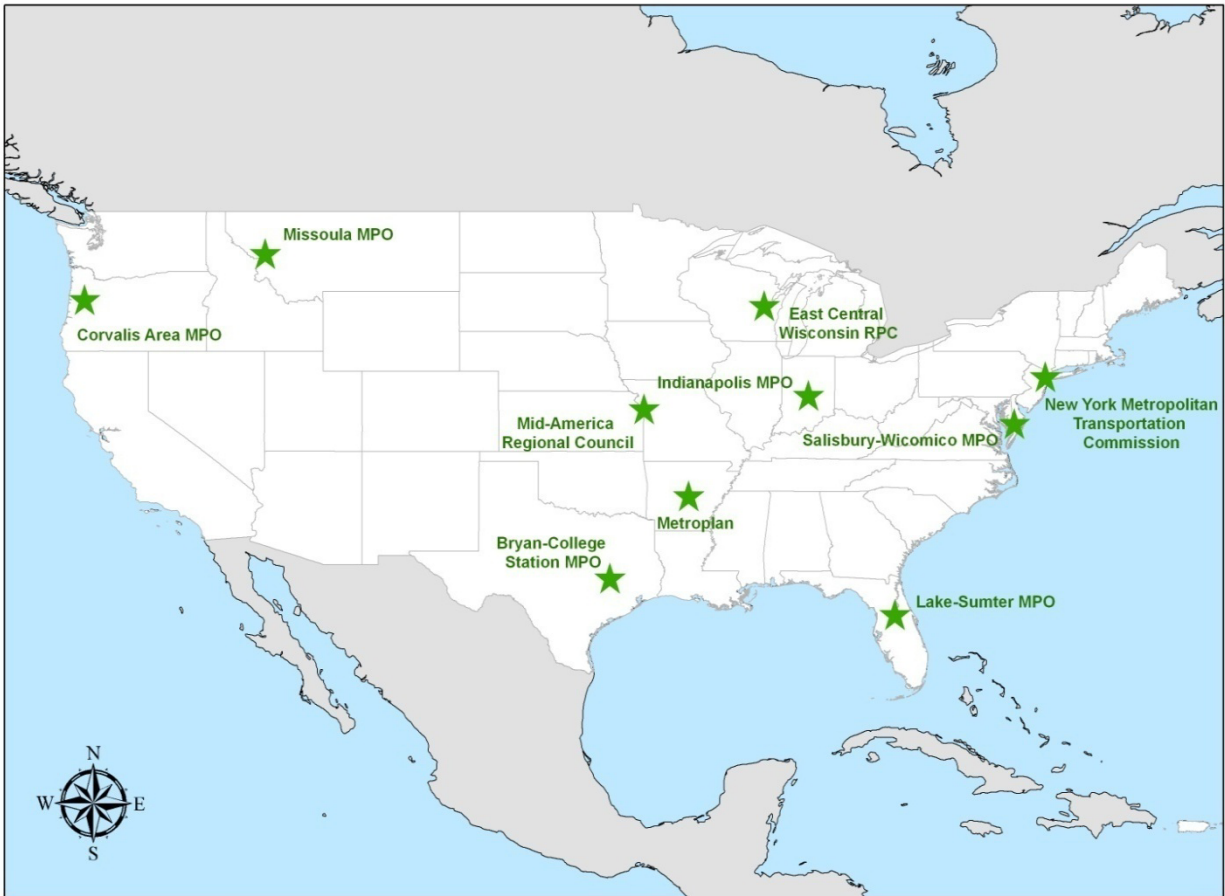 Missoula MPO
Corvalis Area MPO
East Central
Wisconsin RPC
Indianapolis MPO
Mid-America
Regional Council
New York Metropolitan
Transportation
Commission
Salisbury-Wicomico MPO
Metroplan
Bryan-College
Station MPO
Lake-Sumter MPO
N
W E
S